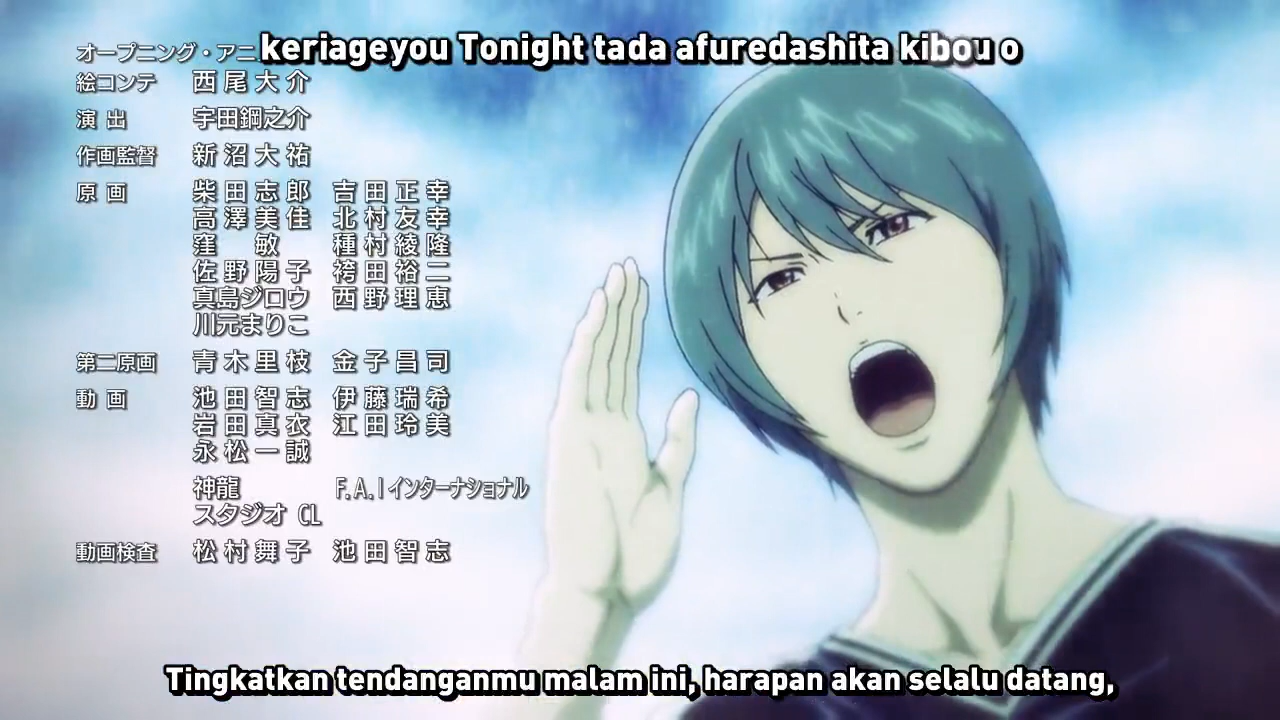 keriageyou Tonight tada afuredashita kibou o
オープニング・アニ
絵コンテ 西尾大介
演出 宇田鋼之介
作画監督 新沼大祐
原画 柴田志郎 吉田正幸
高澤美佳 北村友幸
窪 敏 種村綾隆
佐野陽子 袴田裕二
真島ジロウ 西野理恵
川元まりこ
第二原画 青木里枝 金子昌司
動画 池田智志 伊藤瑞希
岩田真衣 江田玲美
永松一誠
神龍 F.A.Iインターナショナル
スタジオ CL
動画検査 松村舞子 池田智志
Tingkatkan tendanganmu malam ini, harapan akan selalu datang,